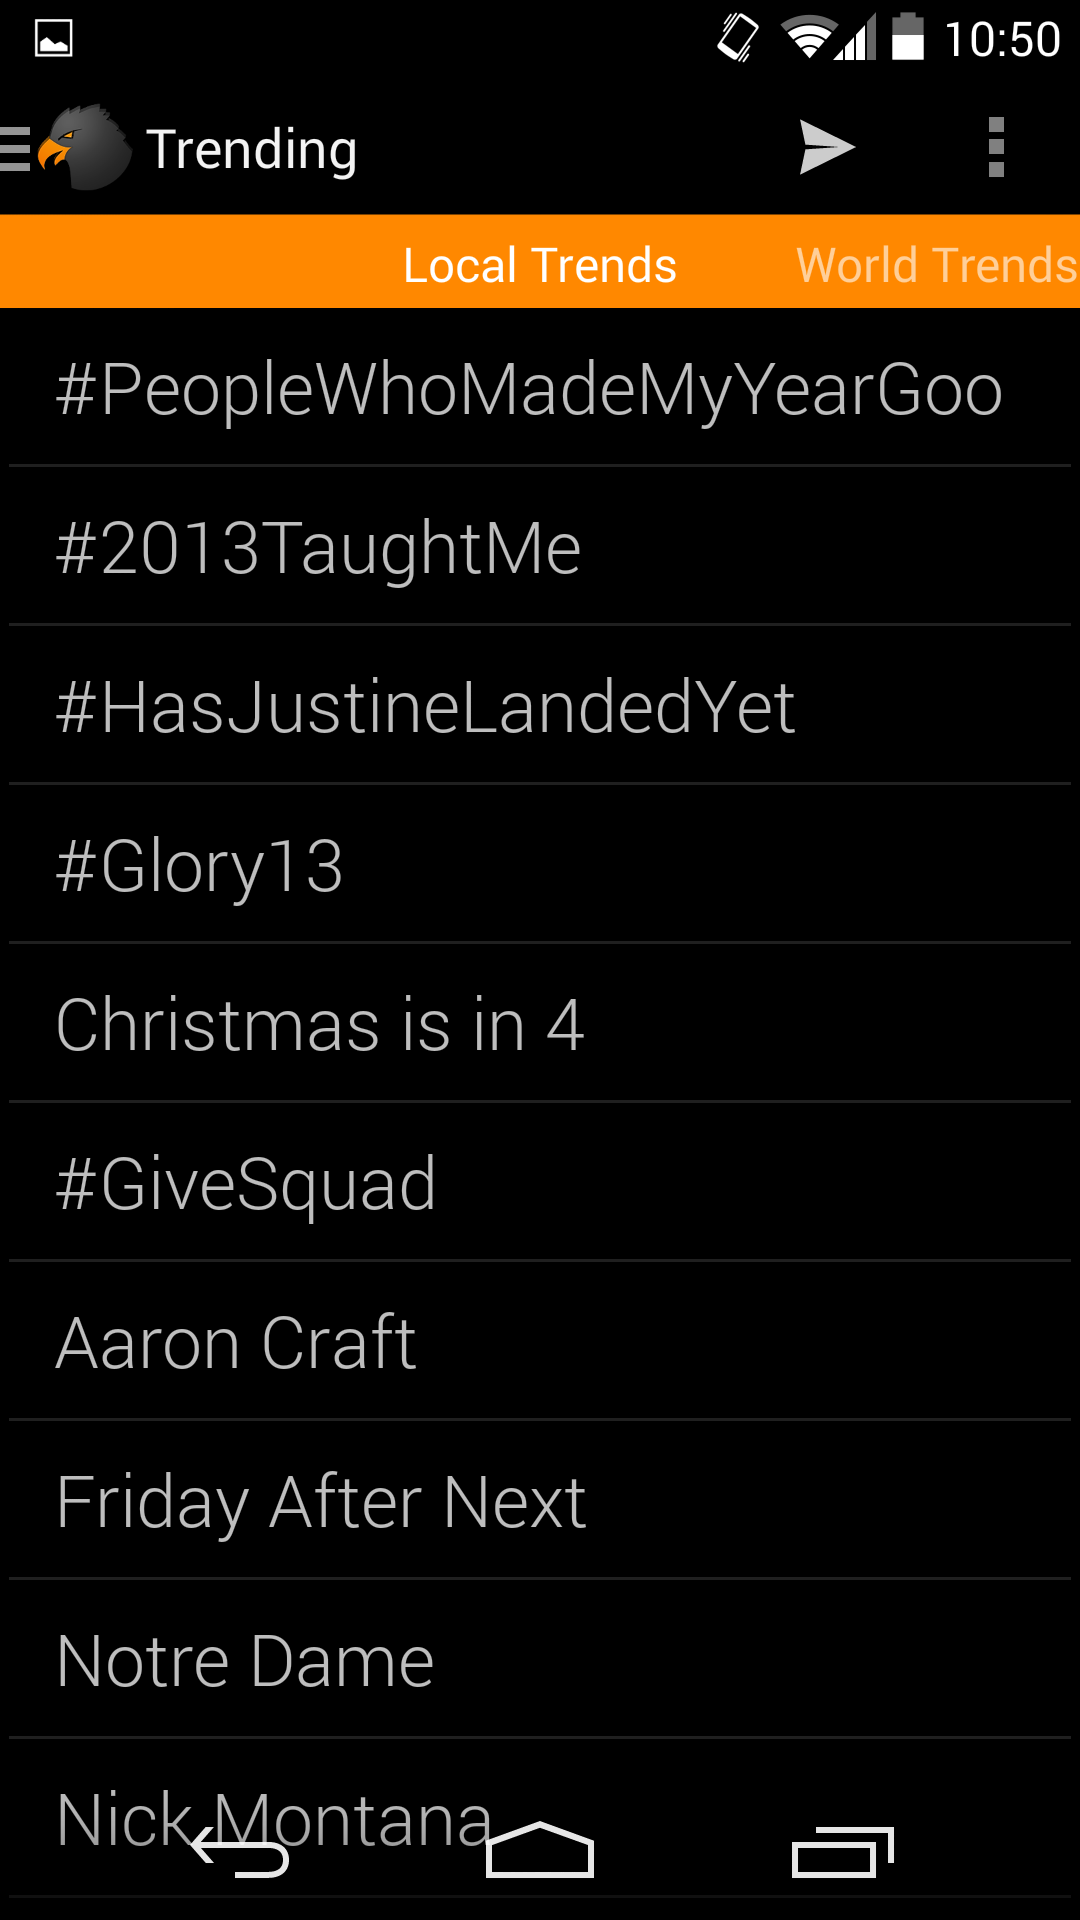 10:50
Trending
Local Trends World Trends
#PeopleWhoMadeMyYearGoo
#2013TaughtMe
#HasJustineLandedYet
#Glory13
Christmas is in 4
#GiveSquad
Aaron Craft
Friday After Next
Notre Dame
Nick Montana